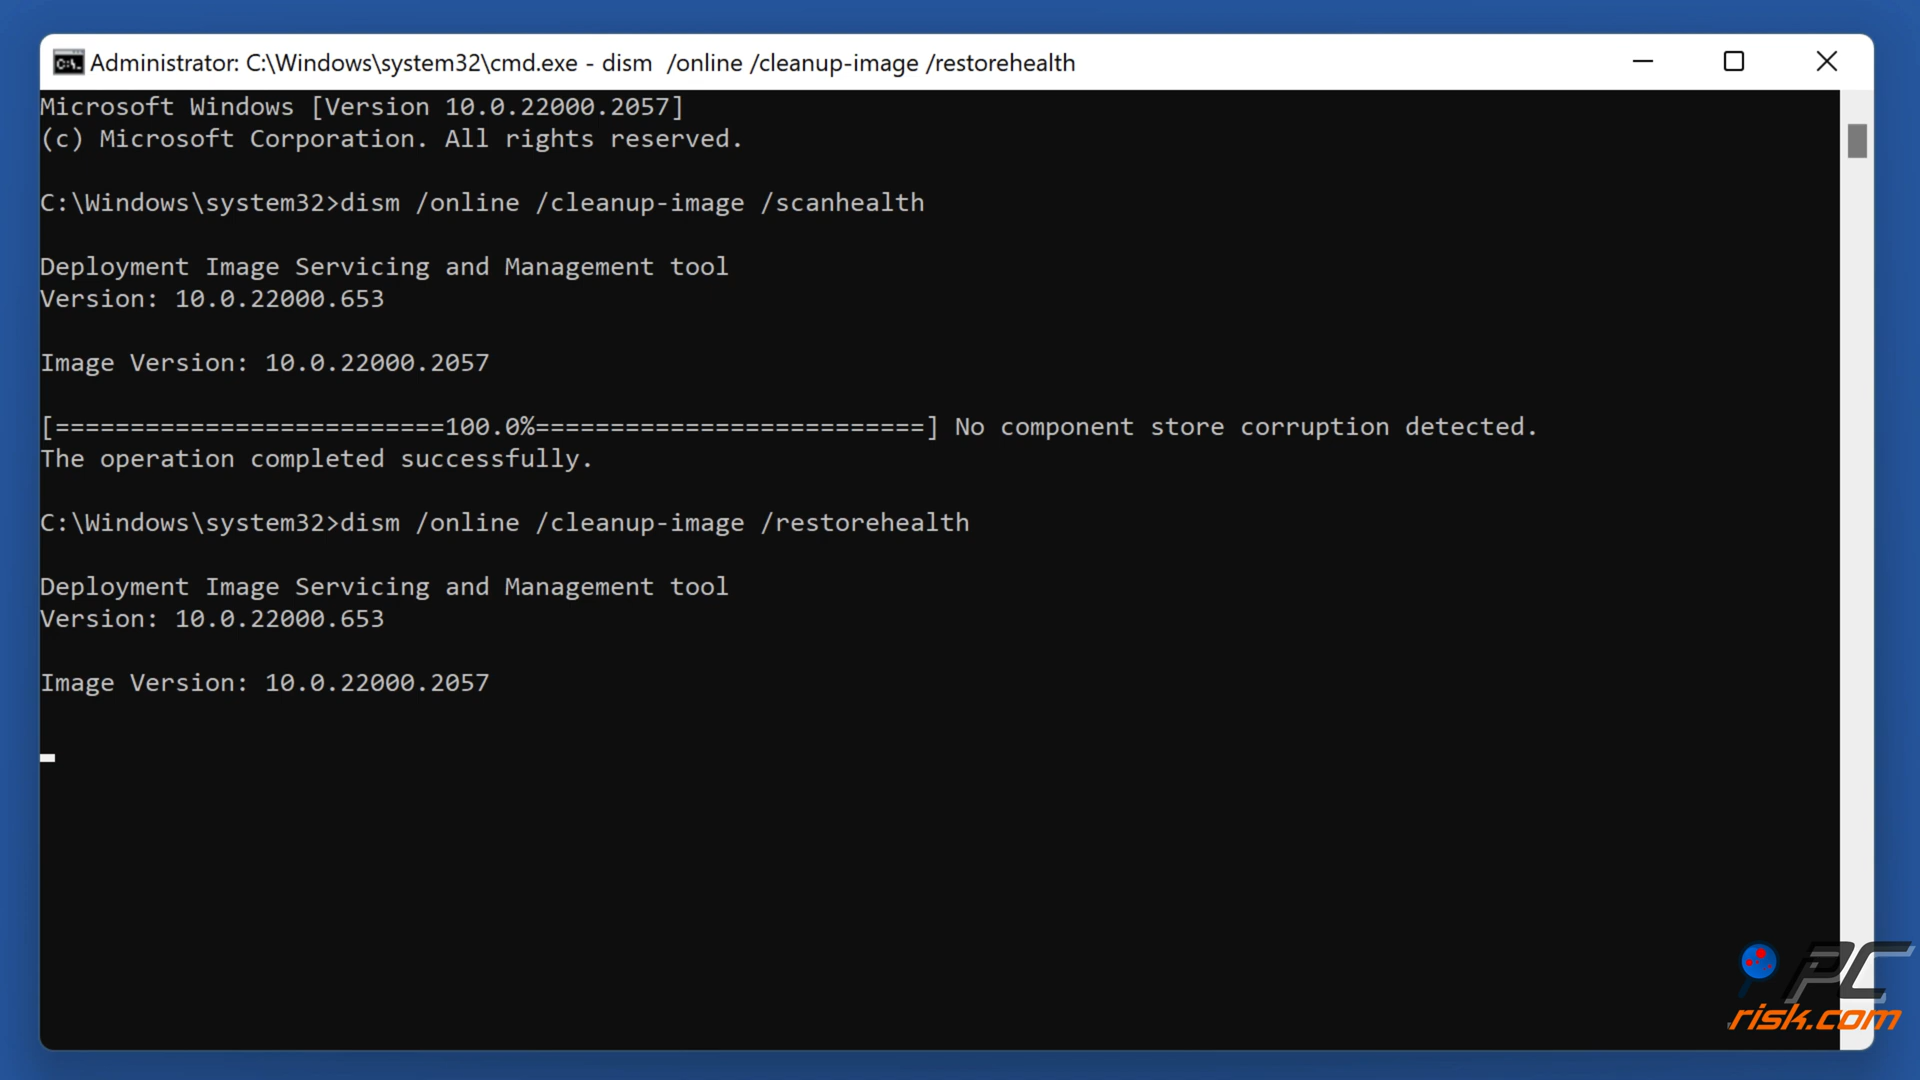 Administrator: C:\Windows\system32\cmd.exe - dism  /online /cleanup-image /restorehealth
Microsoft Windows [Version 10.0.22000.2057]
(c) Microsoft Corporation. All rights reserved.
C:\Windows\system32>dism /online /cleanup-image /scanhealth
Deployment Image Servicing and Management tool
Version: 10.0.22000.653
Image Version: 10.0.22000.2057
[==========================100.0%==========================] No component store corruption detected.
The operation completed successfully.
C:\Windows\system32>dism /online /cleanup-image /restorehealth
Deployment Image Servicing and Management tool
Version: 10.0.22000.653
Image Version: 10.0.22000.2057
PC
risk.com